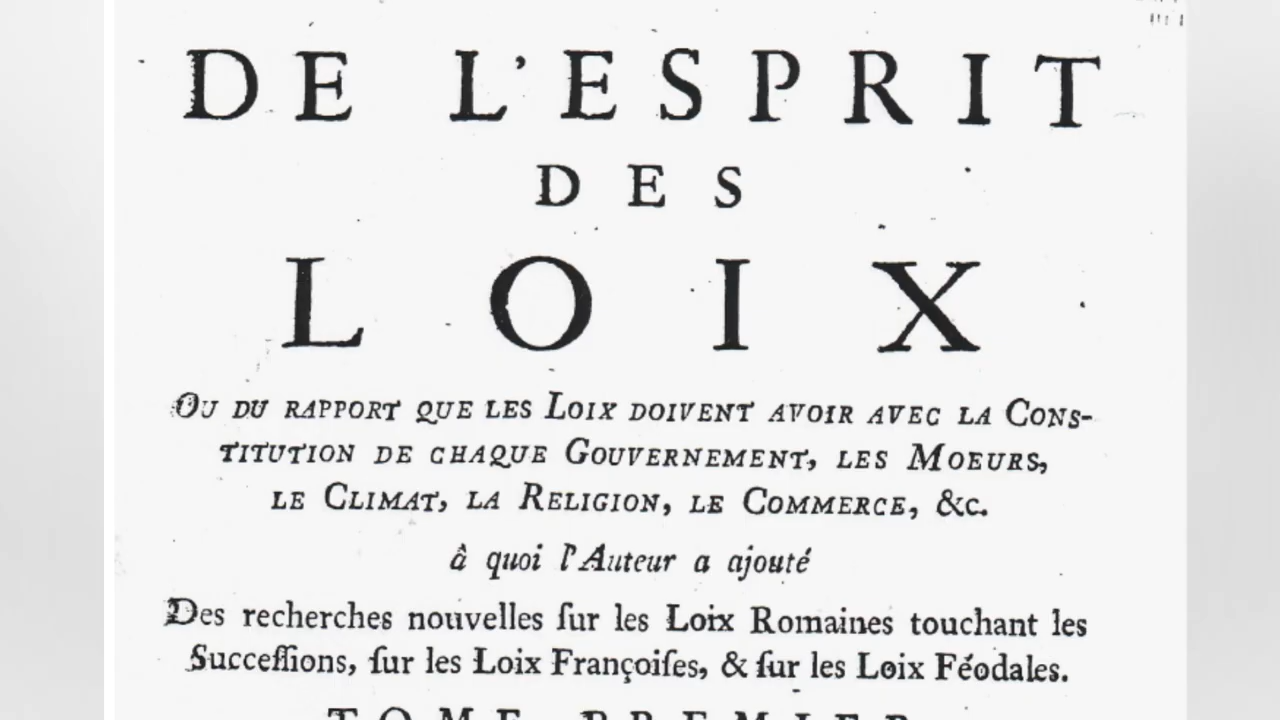 DE L'ESPRIT
DES
LOIX
OU DU RAPPORT QUE LES LOIX DOIVENT AVOIR AVEC LA CONS-
TITUTION DE CHAQUE GOUVERNEMENT, LES MOEURS,
LE CLIMAT, LA RELIGION, LE COMMERCE, &c.
à quoi l'Auteur a ajouté
Des recherches nouvelles ſur les Loix Romaines touchant les
Succeſſions, ſur les Loix Françoiſes, & ſur les Loix Féodales.
TOME PREMIER